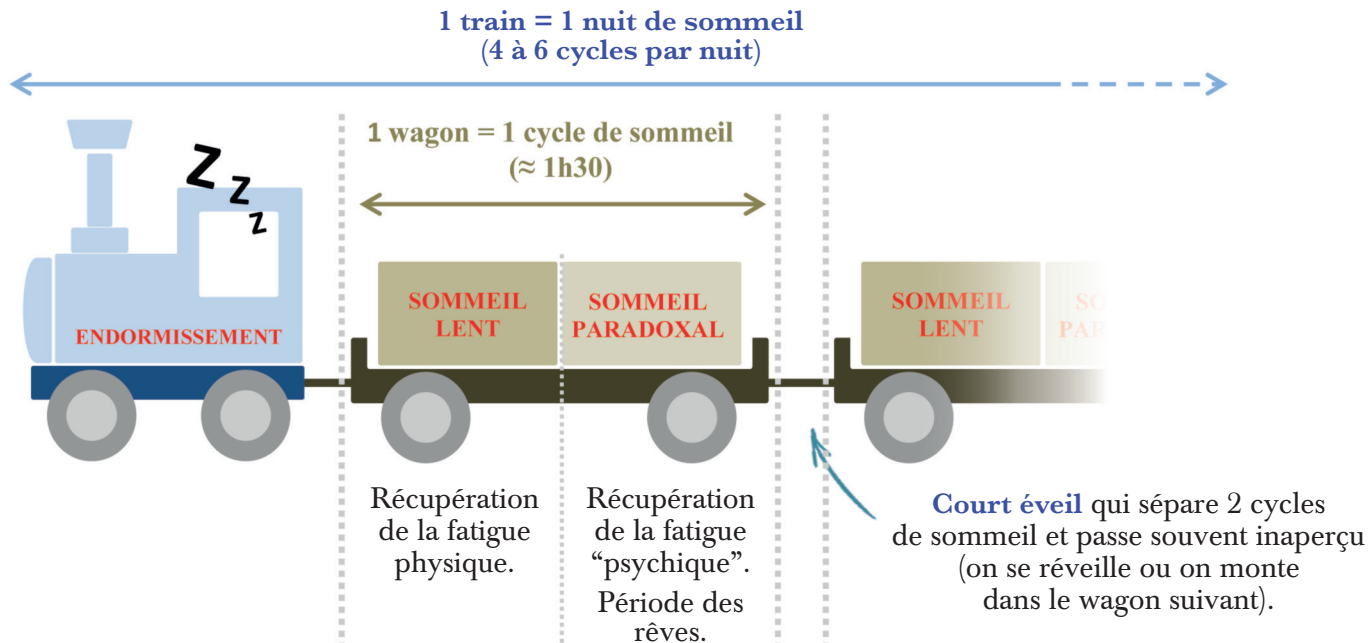 1 train = 1 nuit de sommeil
(4 à 6 cycles par nuit)
1 wagon = 1 cycle de sommeil
(≈ 1h30)
Z
Z
Z
ENDORMISSEMENT
SOMMEIL
LENT
SOMMEIL
PARADOXAL
SOMMEIL
LENT
SO
PAR
Récupération
de la fatigue
physique.
Récupération
de la fatigue
“psychique”.
Période des
rêves.
Court éveil qui sépare 2 cycles
de sommeil et passe souvent inaperçu
(on se réveille ou on monte
dans le wagon suivant).